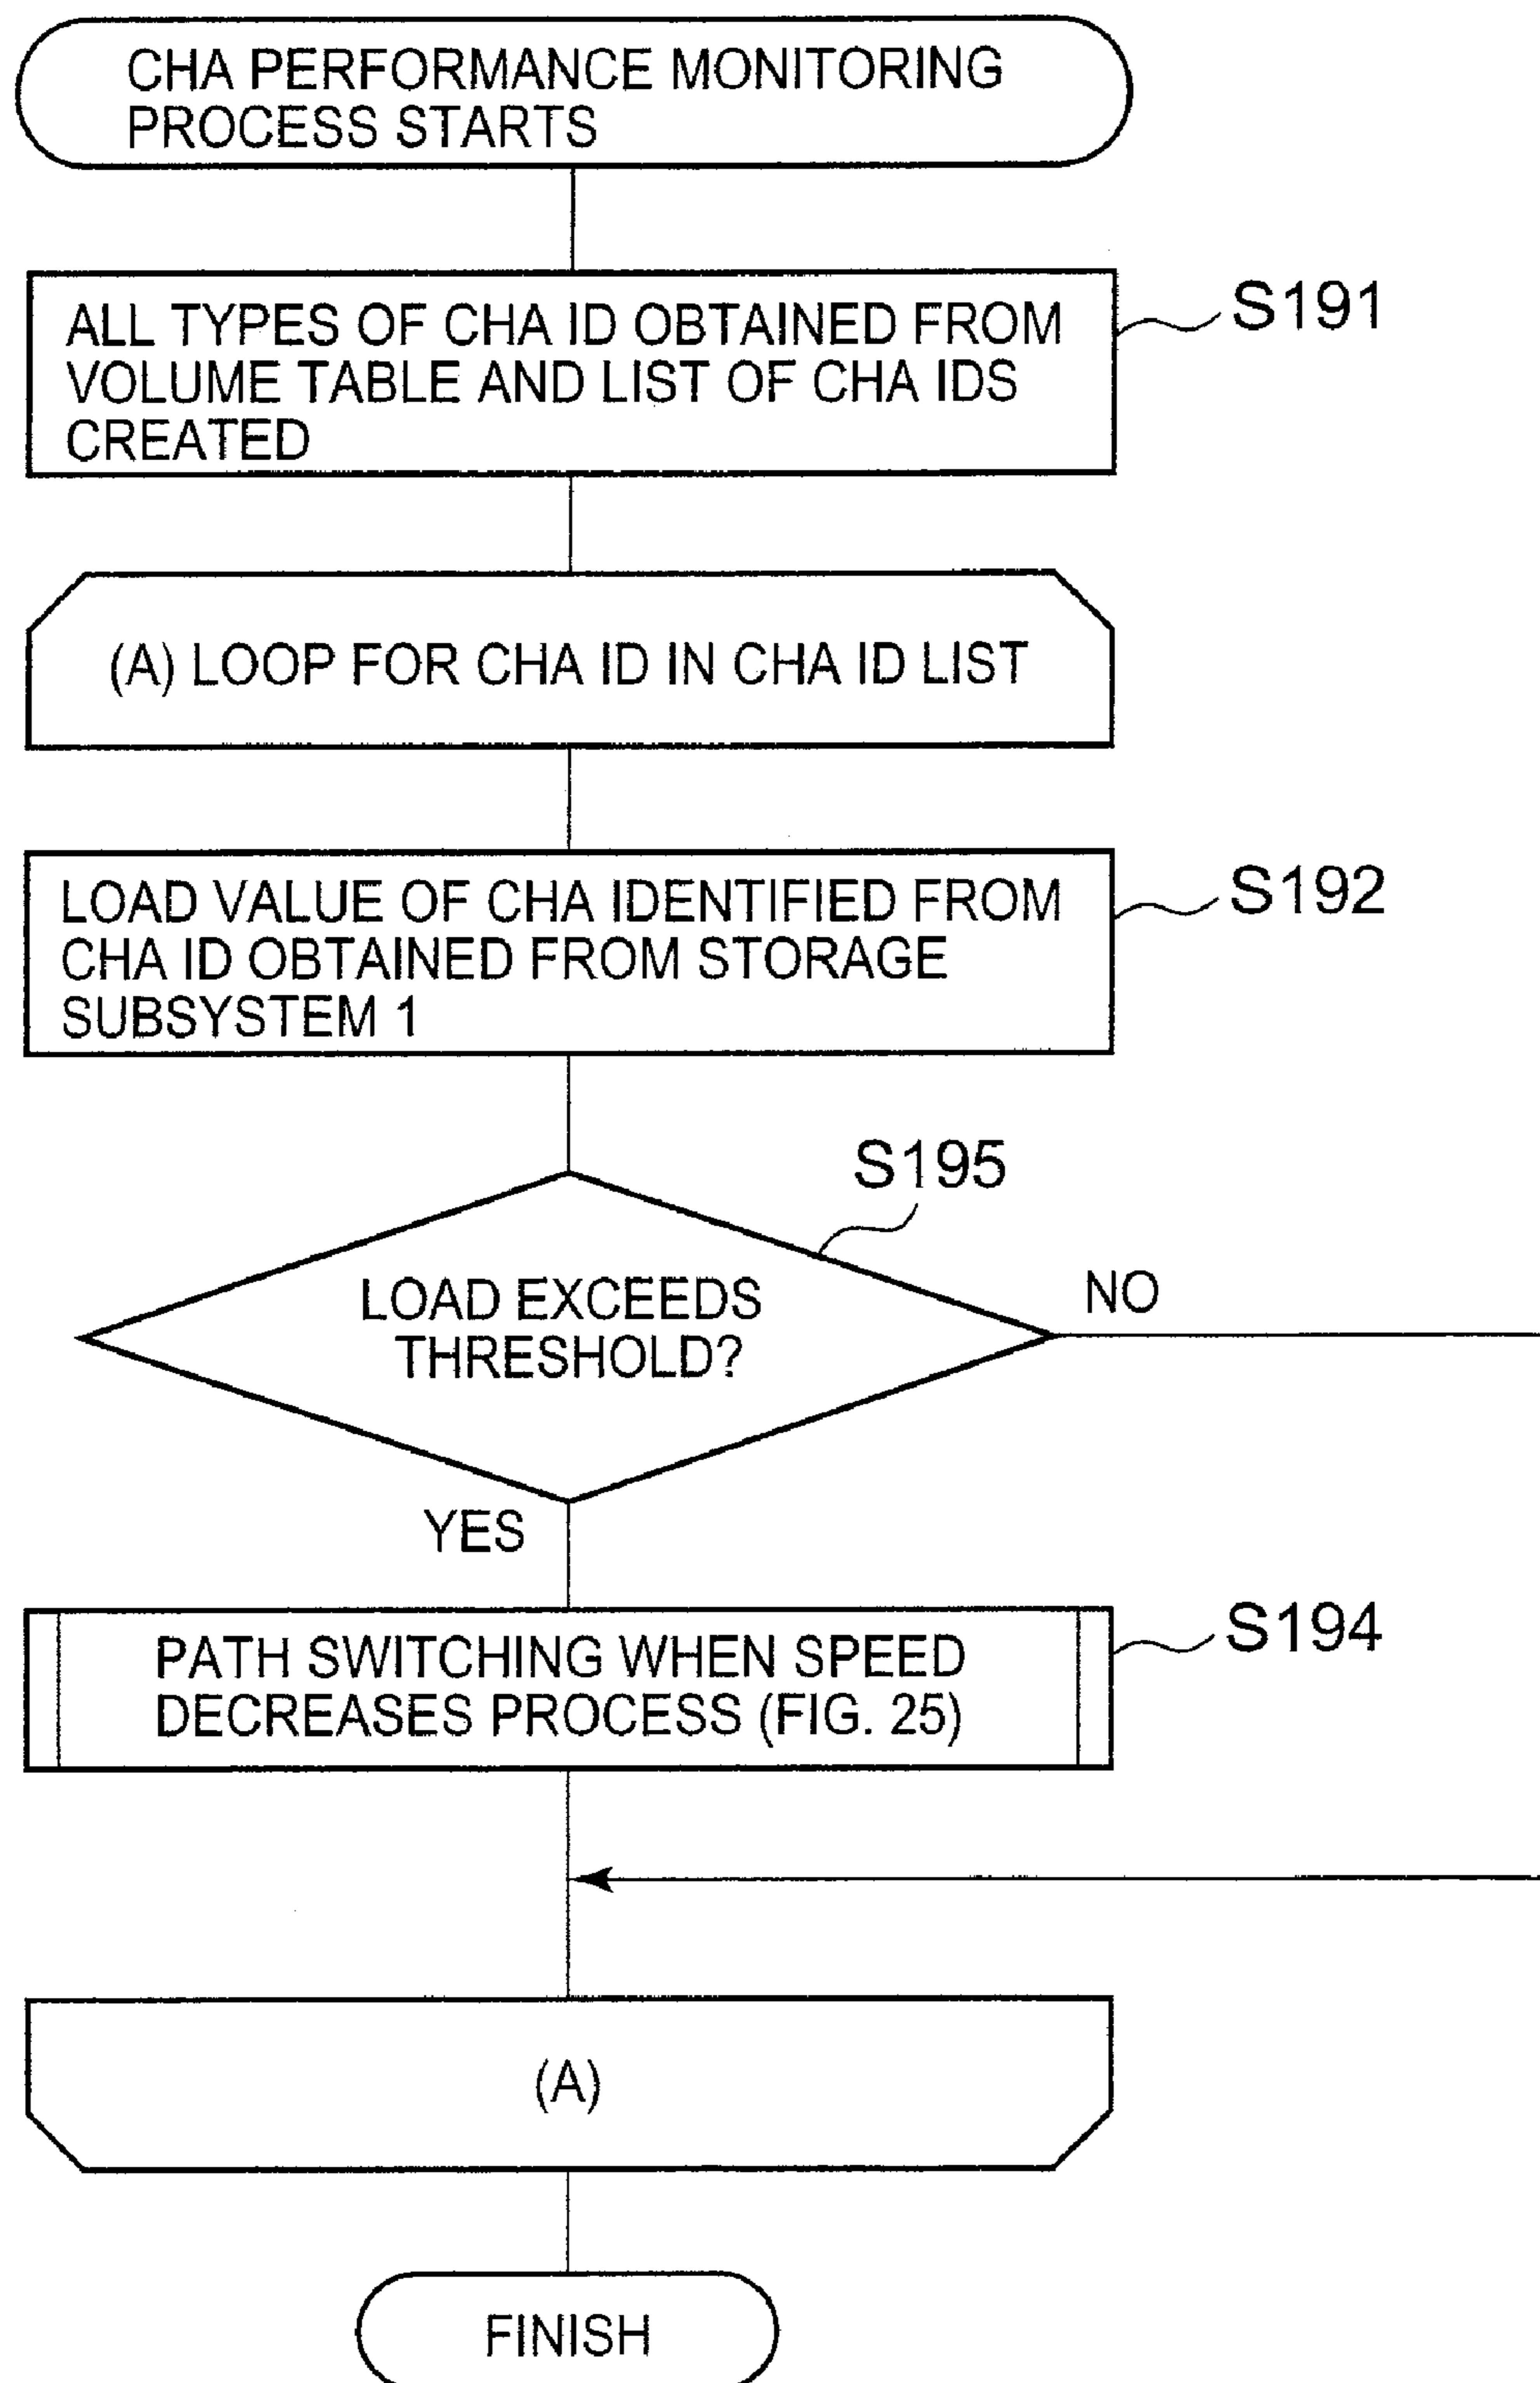 CHA PERFORMANCE MONITORING
PROCESS STARTS
ALL TYPES OF CHA ID OBTAINED FROM
VOLUME TABLE AND LIST OF CHA IDS
CREATED
S191
(A) LOOP FOR CHA ID IN CHA ID LIST
LOAD VALUE OF CHA IDENTIFIED FROM
CHA ID OBTAINED FROM STORAGE
SUBSYSTEM 1
S192
S195
LOAD EXCEEDS
THRESHOLD?
NO
YES
PATH SWITCHING WHEN SPEED
DECREASES PROCESS (FIG. 25)
S194
(A)
FINISH